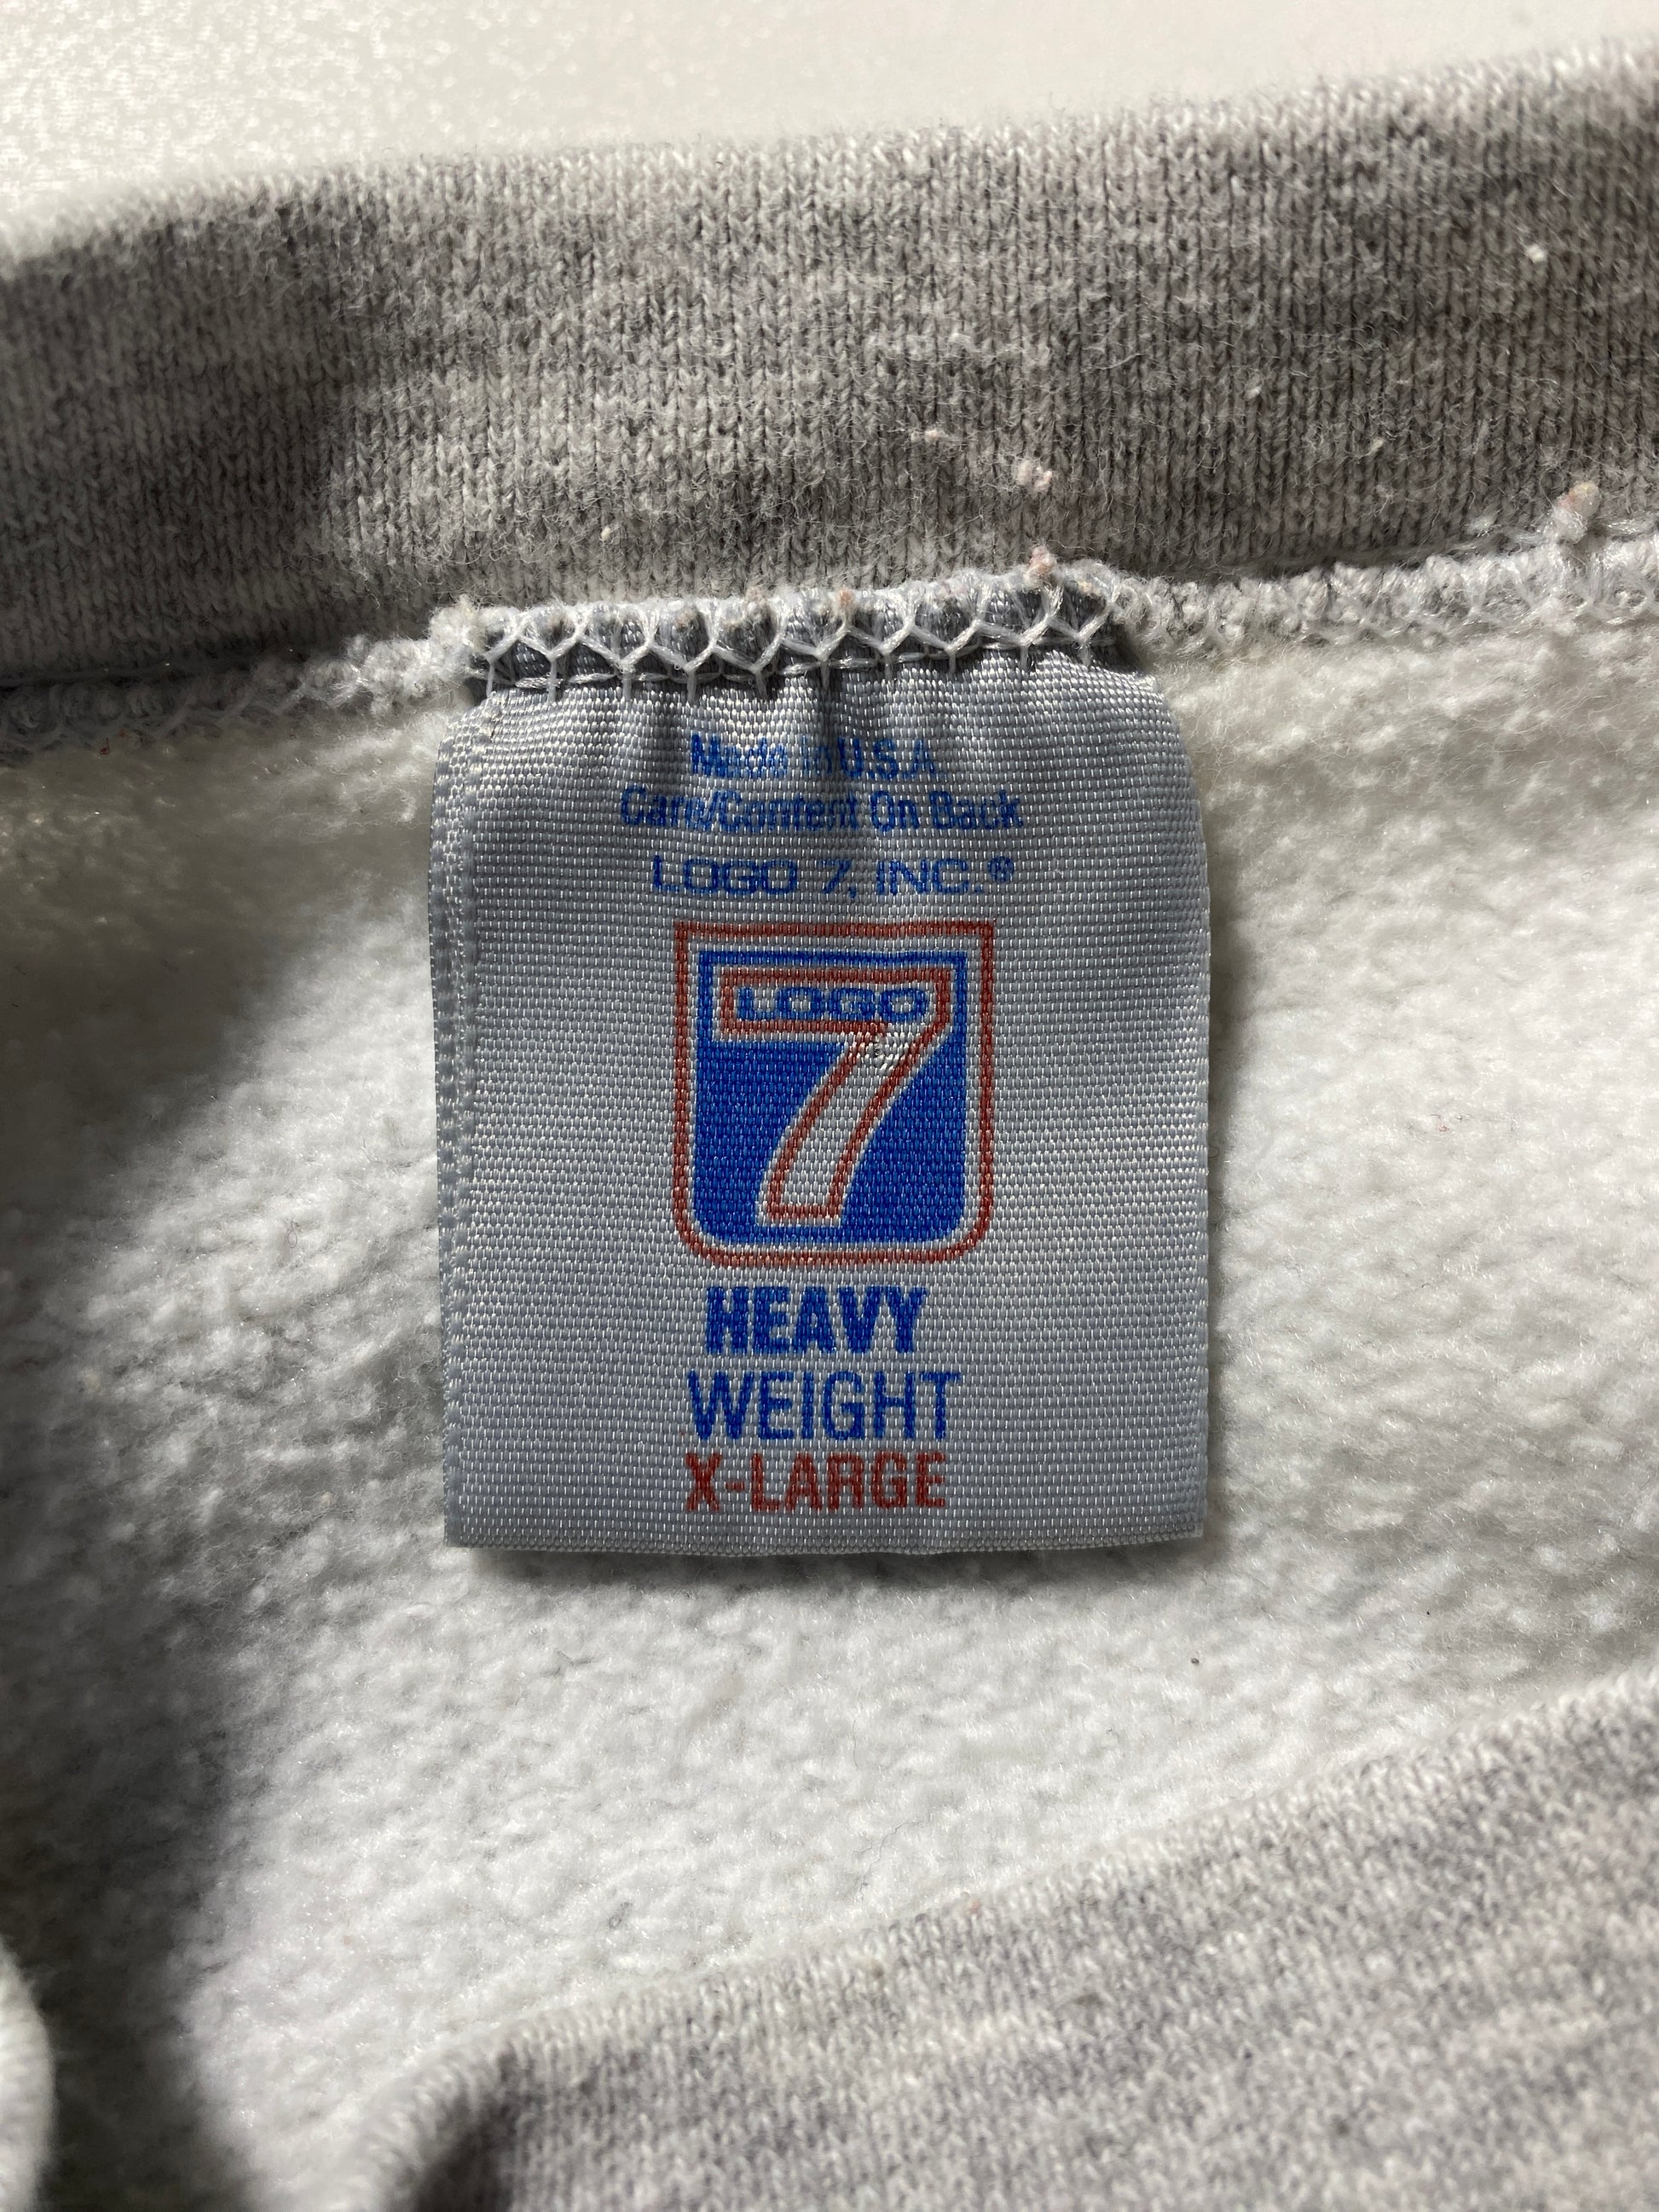 Made in U.S.A.
Care/Content On Back
LOGO 7, INC.®
LOGO
7
HEAVY
WEIGHT
X-LARGE